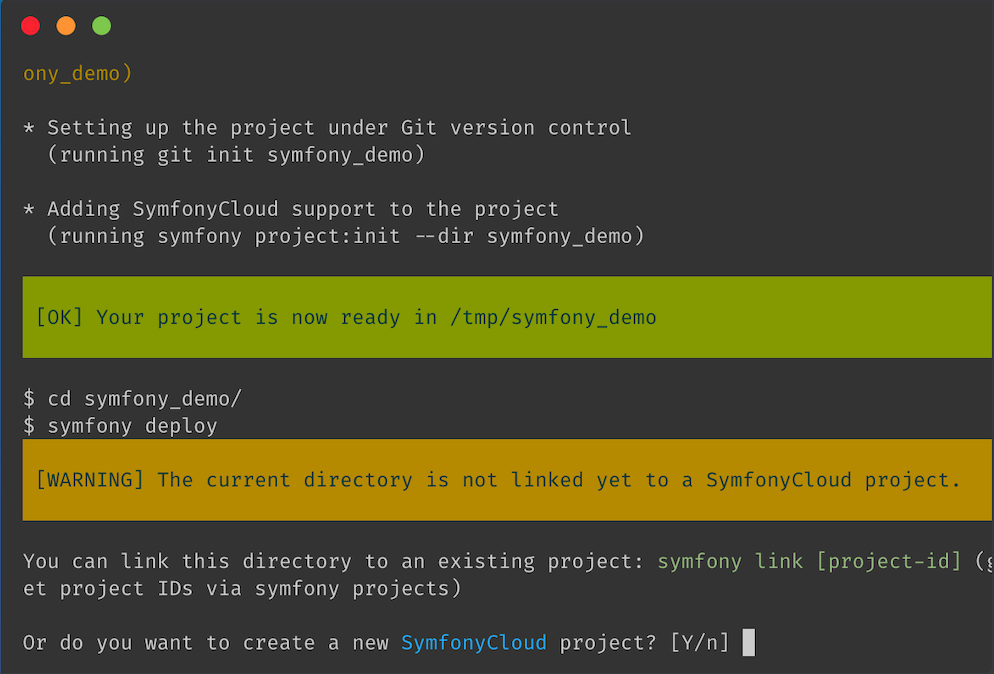 ony_demo)
* Setting up the project under Git version control
(running git init symfony_demo)
* Adding SymfonyCloud support to the project
(running symfony project:init --dir symfony_demo)
[OK] Your project is now ready in /tmp/symfony_demo
$ cd symfony_demo/
$ symfony deploy
[WARNING] The current directory is not linked yet to a SymfonyCloud project.
You can link this directory to an existing project: symfony link [project-id] (g
et project IDs via symfony projects)
Or do you want to create a new SymfonyCloud project? [Y/n]